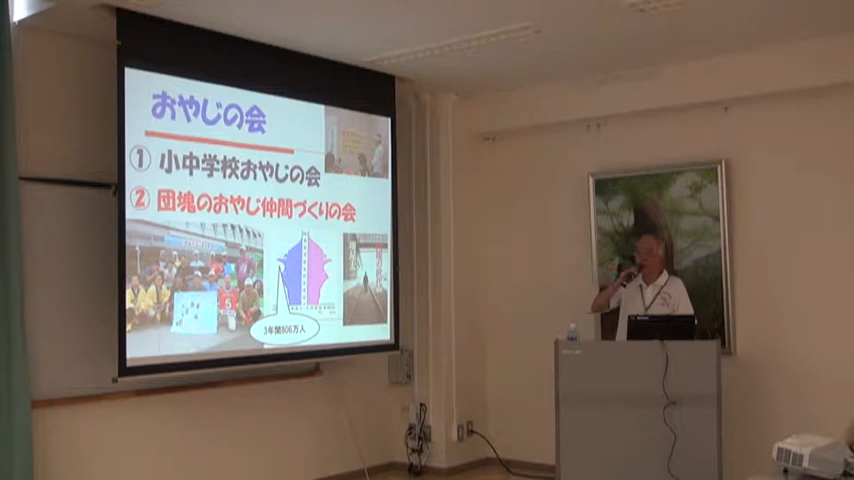 おやじの会
① 小中学校おやじの会
② 団塊のおやじ仲間づくりの会
3年間806万人
5